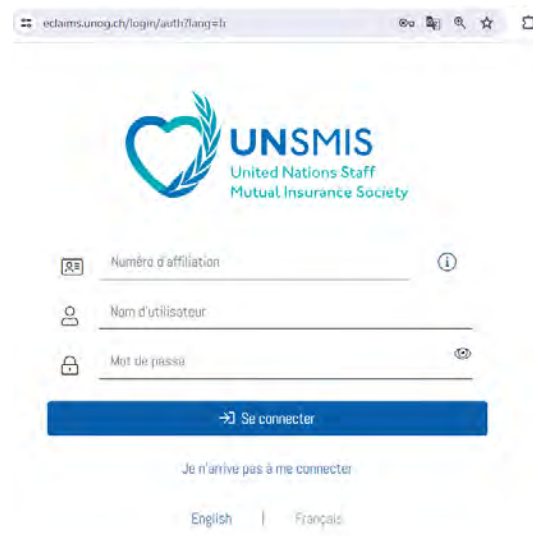 eclaims.unog.ch/login/auth?lang=fr
UNSMIS
United Nations Staff
Mutual Insurance Society
Numéro d'affiliation
Nom d'utilisateur
Mot de passe
Se connecter
Je n'arrive pas à me connecter
English | Français